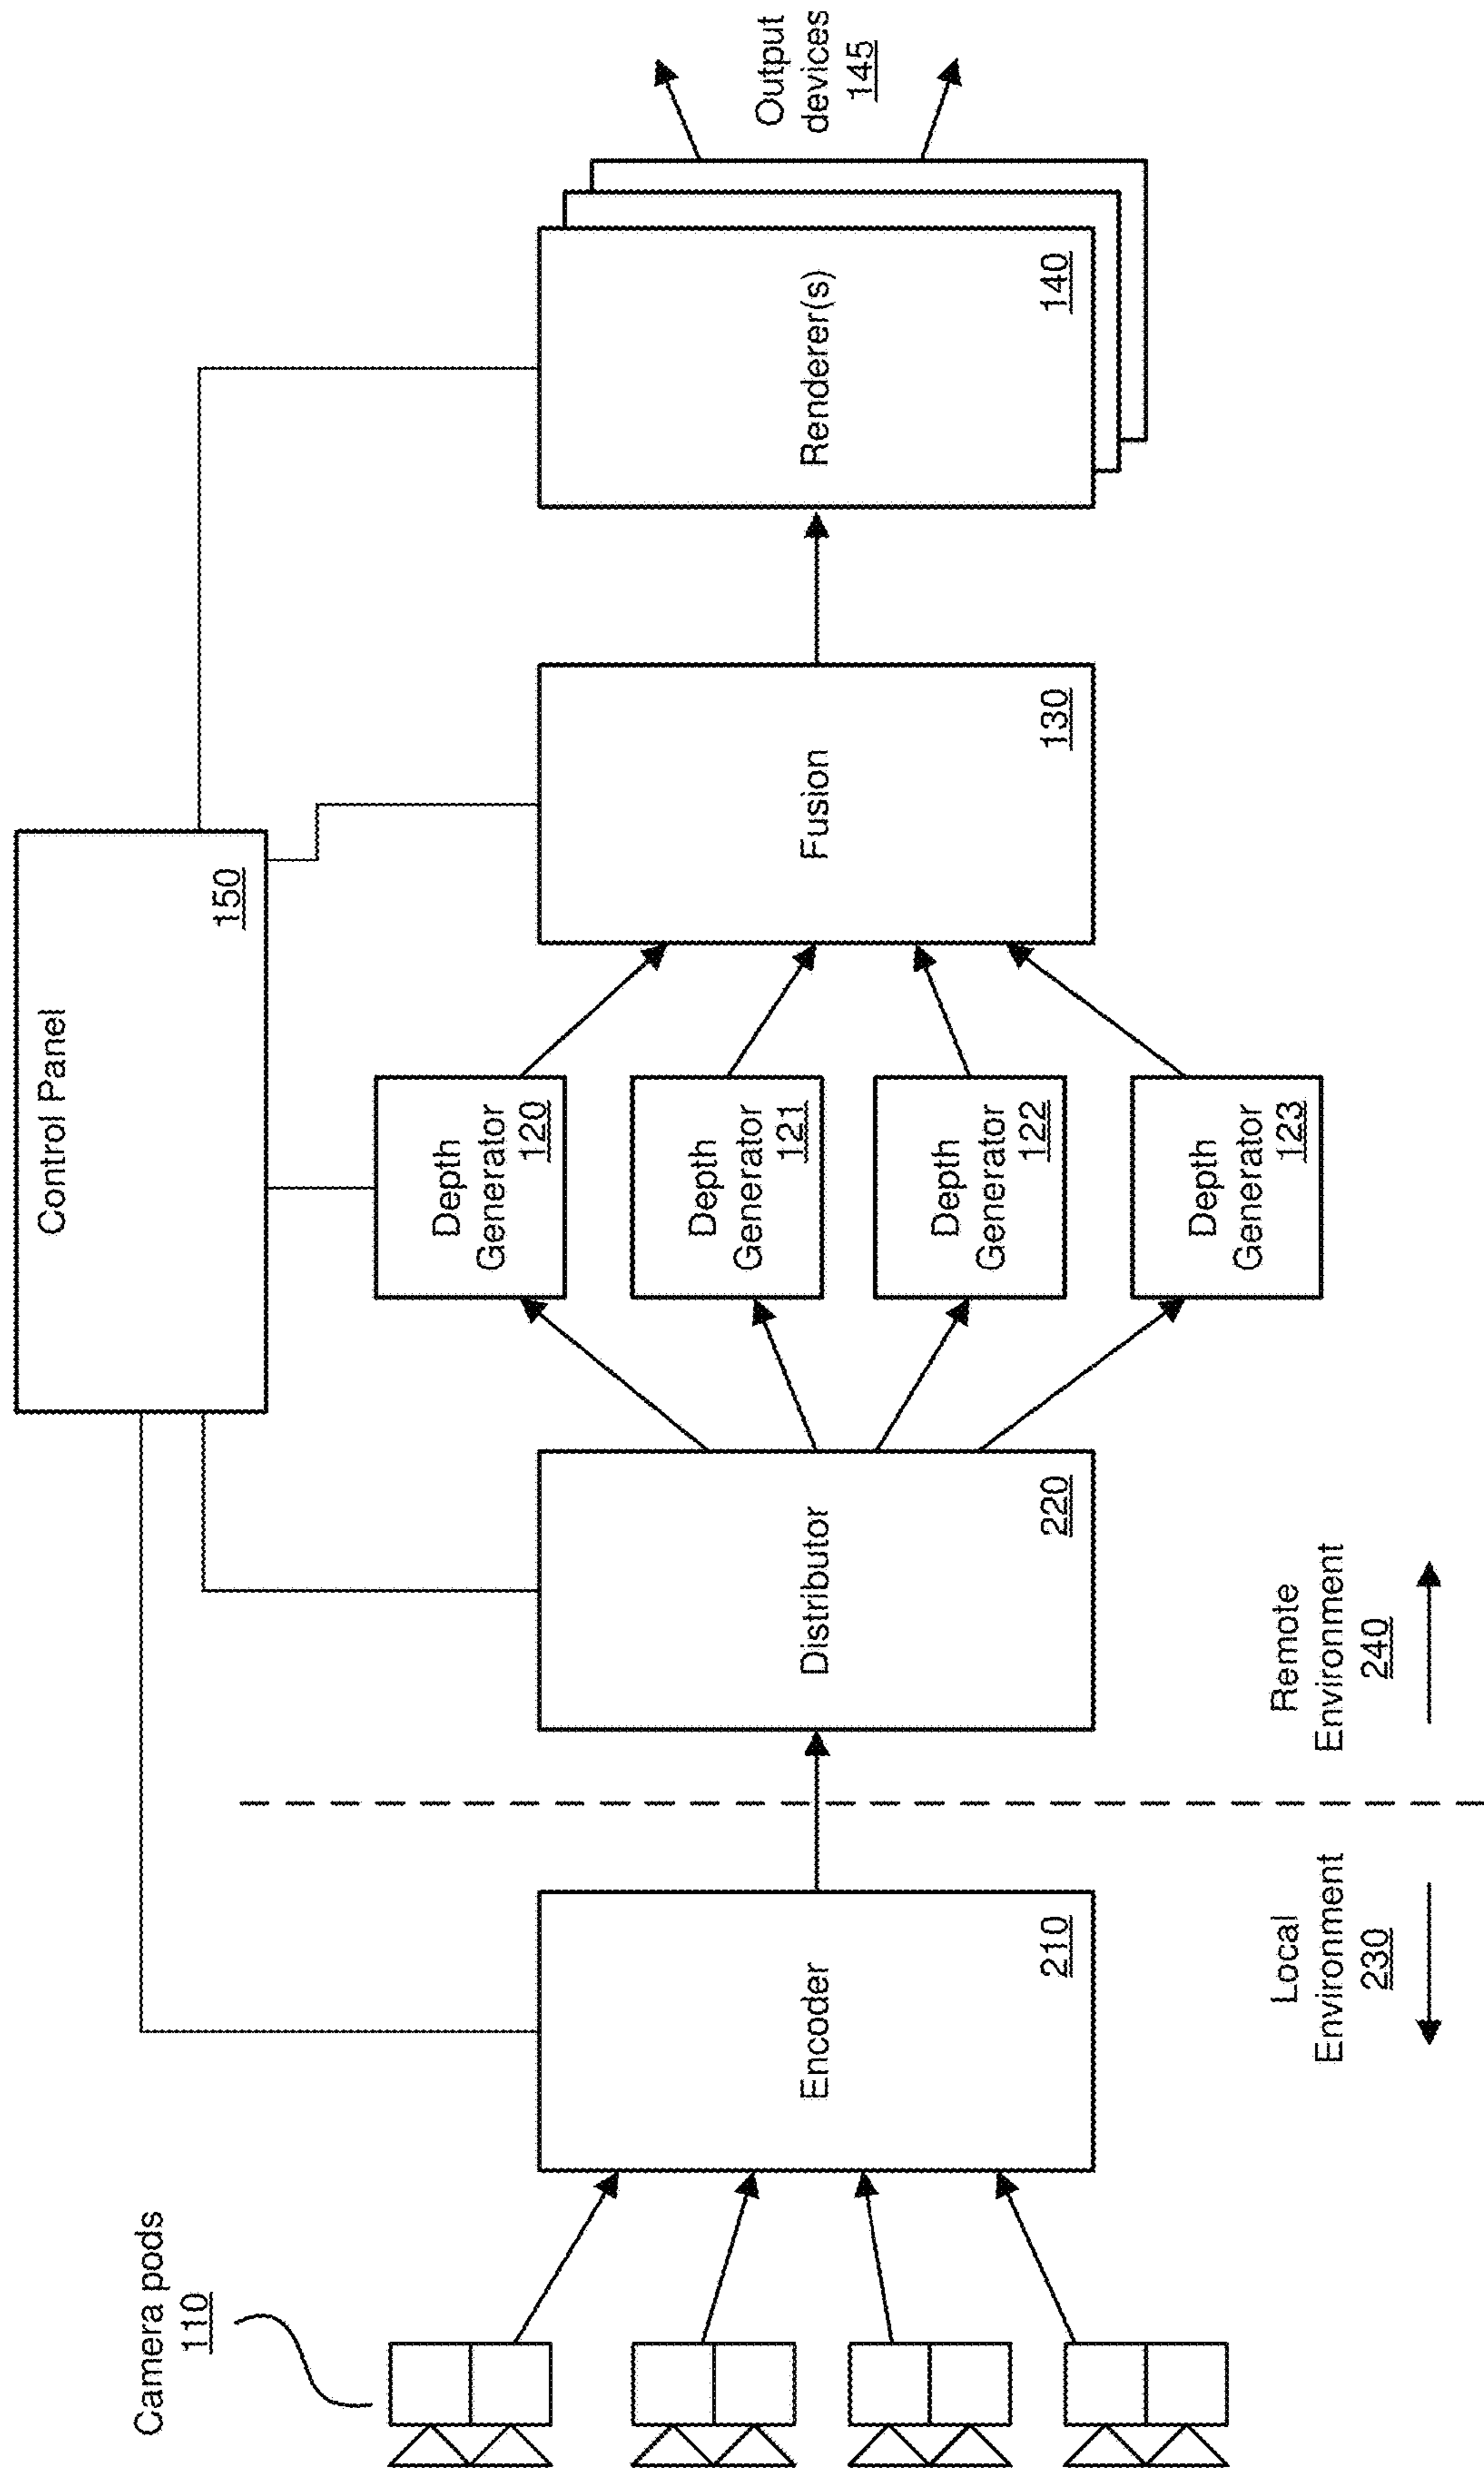 Control Panel
150
Camera pods
110
Encoder
210
Distributor
220
Depth
Generator
120
Depth
Generator
121
Depth
Generator
122
Depth
Generator
123
Fusion
130
Renderer(s)
140
Output
devices
145
Local
Environment
230
Remote
Environment
240